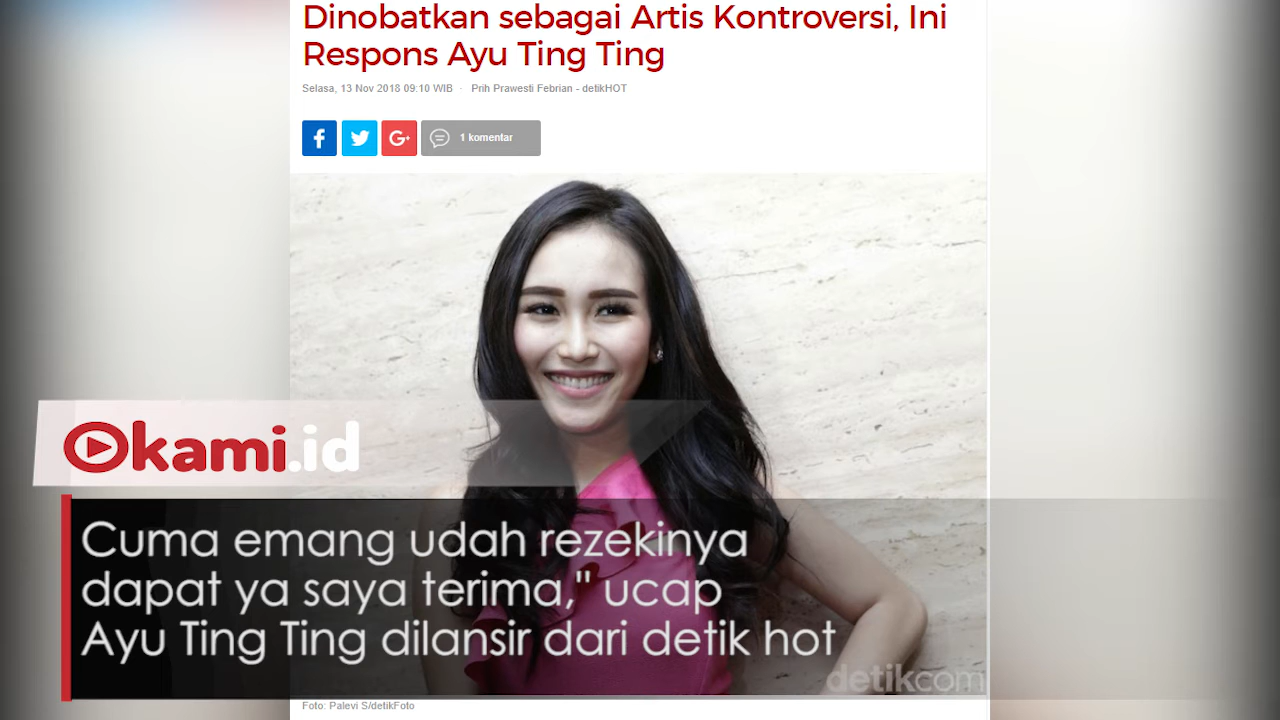 Dinobatkan sebagai Artis Kontroversi, Ini
Respons Ayu Ting Ting
Selasa, 13 Nov 2018 09:10 WIB - Prih Prawesti Febrian - detikHOT
f G+ 1 komentar
Okami.id
Cuma emang udah rezekinya
dapat ya saya terima," ucap
Ayu Ting Ting dilansir dari detik hot
detikcom
Foto: Palevi S/detikFoto